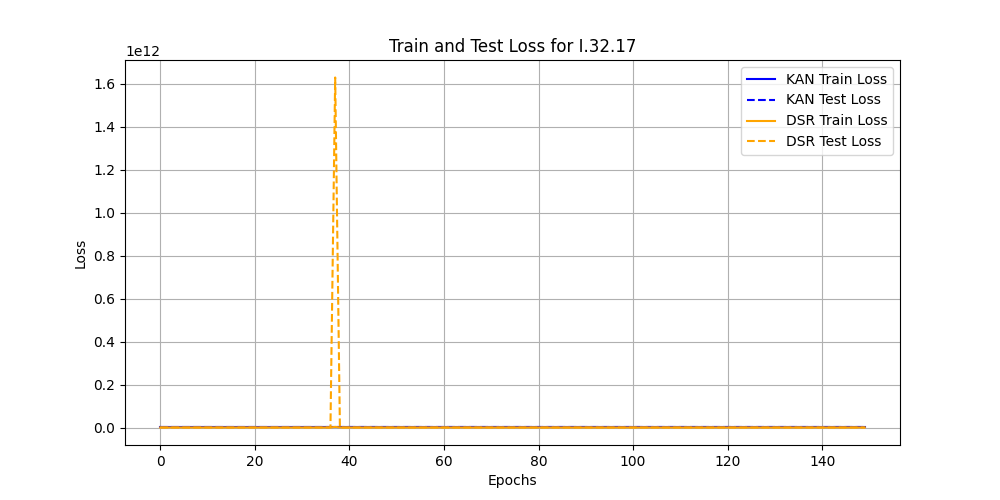 Train and Test Loss for I.32.17
1e12
KAN Train Loss
KAN Test Loss
DSR Train Loss
DSR Test Loss
Loss
1.6
1.4
1.2
1.0
0.8
0.6
0.4
0.2
0.0
0 20 40 60 80 100 120 140
Epochs